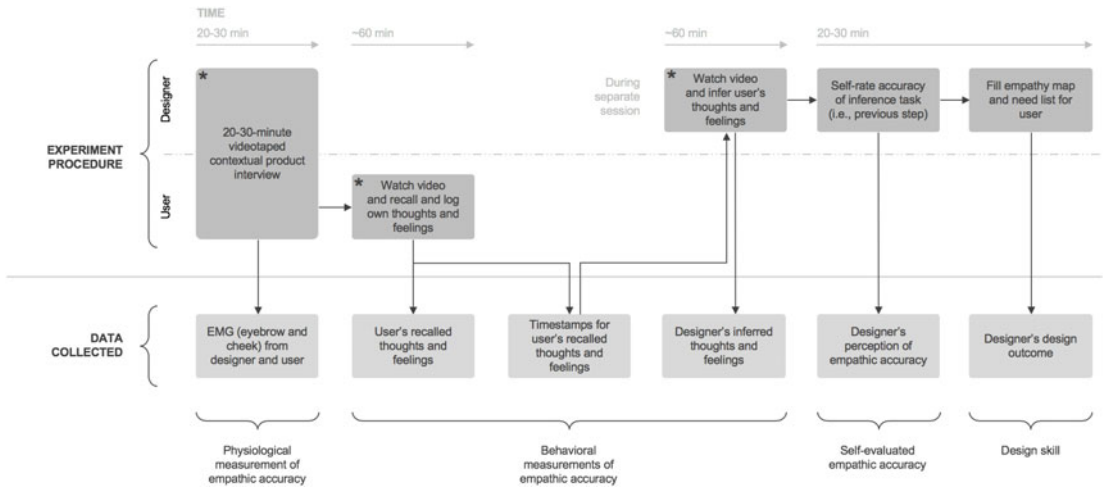 TIME
20-30 min
~60 min
~60 min
20-30 min
EXPERIMENT
PROCEDURE
Designer
User
*
20-30-minute
videotaped
contextual product
interview
*
Watch video
and recall and log
own thoughts and
feelings
During
separate
session
*
Watch video
and infer user's
thoughts and
feelings
Self-rate accuracy
of inference task
(i.e., previous step)
Fill empathy map
and need list for
user
DATA
COLLECTED
EMG (eyebrow and
cheek) from
designer and user
User's recalled
thoughts and
feelings
Timestamps for
user's recalled
thoughts and
feelings
Designer's inferred
thoughts and
feelings
Designer's
perception of
empathic accuracy
Designer's design
outcome
Physiological
measurement of
empathic accuracy
Behavioral
measurements of
empathic accuracy
Self-evaluated
empathic accuracy
Design skill